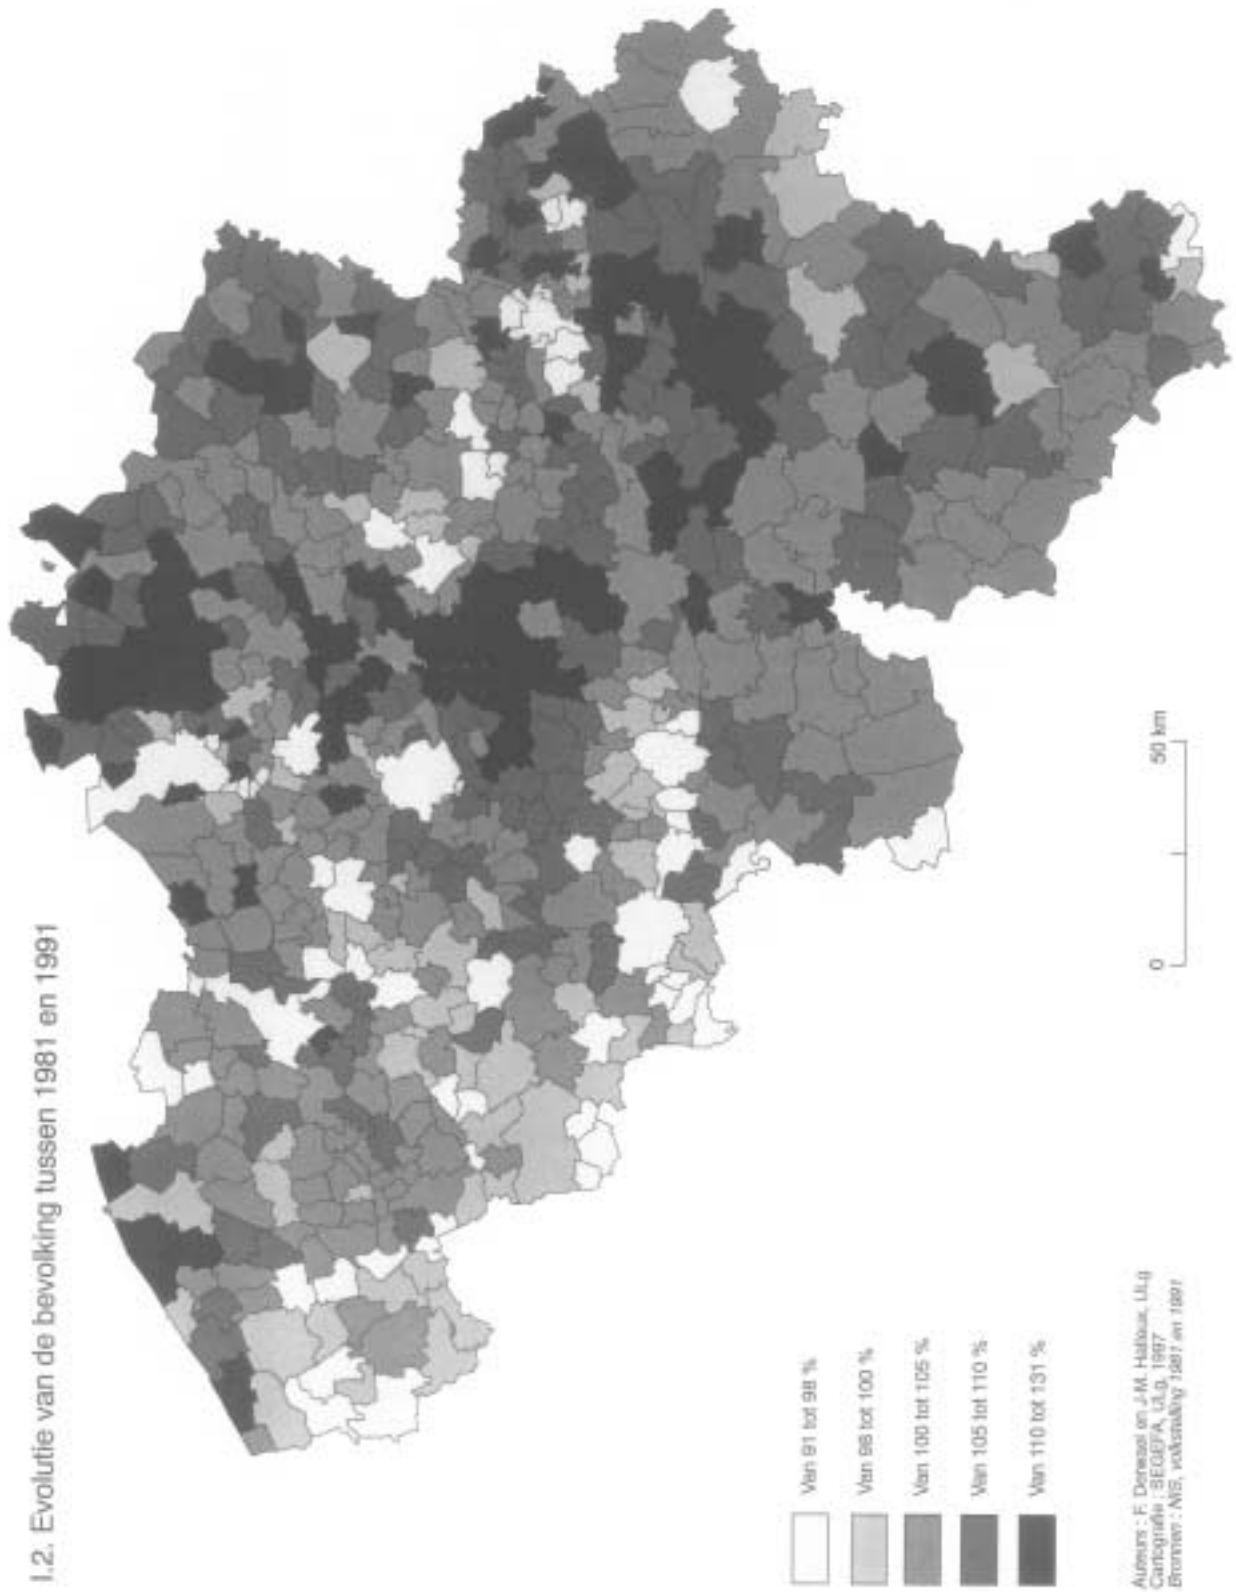 I.2. Evolutie van de bevolking tussen 1981 en 1991
Van 91 tot 98 %
Van 98 tot 100 %
Van 100 tot 105 %
Van 105 tot 110 %
Van 110 tot 131 %
0
50 km
Auteurs : F. Derwael en J-M. Halleux, ULg
Cartografie : SEGEFA, ULg, 1997
Bronnen : NIS, volkstelling 1981 en 1991